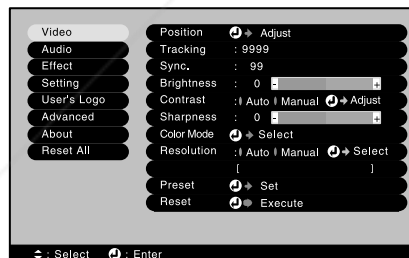 Video
Audio
Effect
Setting
User's Logo
Advanced
About
Reset All
Position Adjust
Tracking : 9999
Sync. : 99
Brightness : 0 - +
Contrast : Auto Manual Adjust
Sharpness : 0 - +
Color Mode Select
Resolution : Auto Manual Select
[ ]
Preset Set
Reset Execute
: Select : Enter